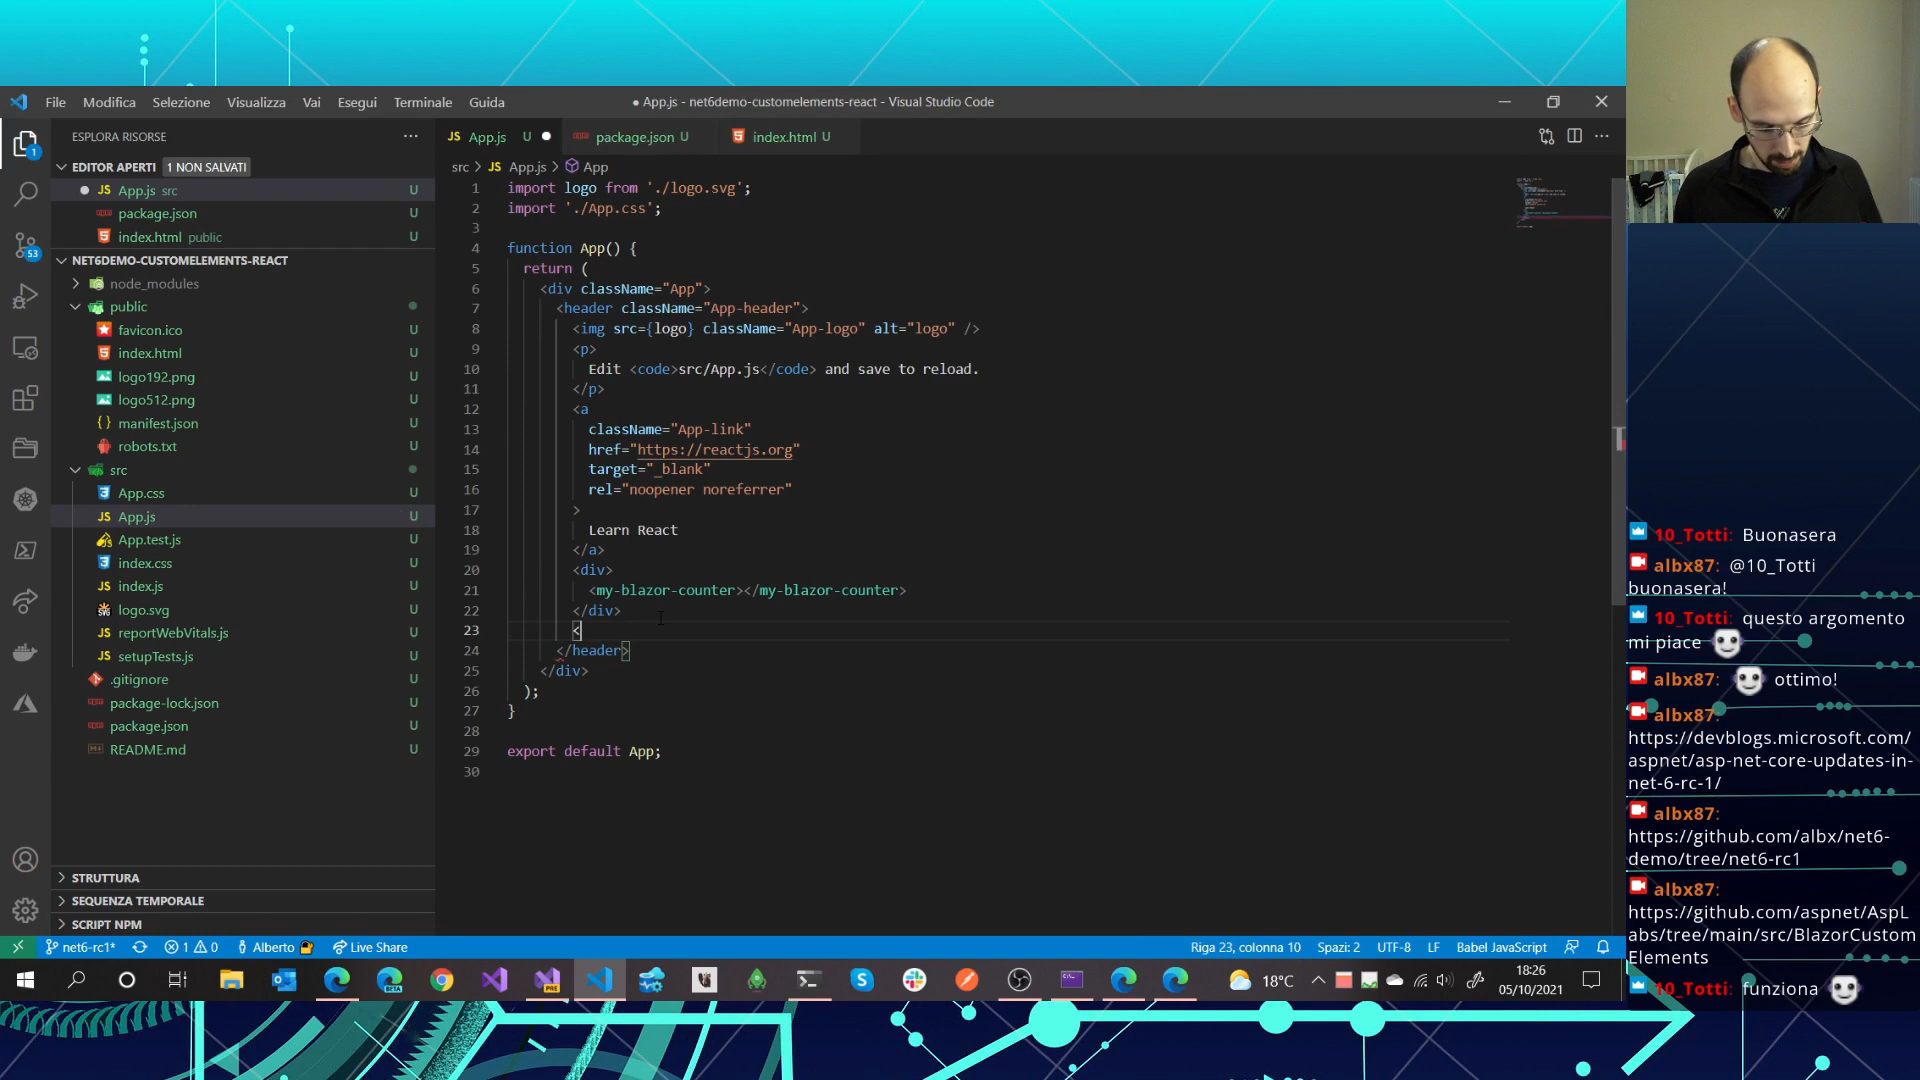 File Modifica Selezione Visualizza Vai Esegui Terminale Guida
● App.js - net6demo-customelements-react - Visual Studio Code
ESPLORA RISORSE
EDITOR APERTI 1 NON SALVATI
App.js src U
package.json U
index.html public U
NET6DEMO-CUSTOMELEMENTS-REACT
node_modules
public
favicon.ico U
index.html U
logo192.png U
logo512.png U
manifest.json U
robots.txt U
src
App.css U
App.js U
App.test.js U
index.css U
index.js U
logo.svg U
reportWebVitals.js U
setupTests.js U
.gitignore U
package-lock.json U
package.json U
README.md U
STRUTTURA
SEQUENZA TEMPORALE
SCRIPT NPM
1
53
JS App.js U
package.json U
index.html U
src > JS App.js > App
1 import logo from './logo.svg';
2 import './App.css';
3
4 function App() {
5 return (
6 <div className="App">
7 <header className="App-header">
8 <img src={logo} className="App-logo" alt="logo" />
9 <p>
10 Edit <code>src/App.js</code> and save to reload.
11 </p>
12 <a
13 className="App-link"
14 href="https://reactjs.org"
15 target="_blank"
16 rel="noopener noreferrer"
17 >
18 Learn React
19 </a>
20 <div>
21 <my-blazor-counter></my-blazor-counter>
22 </div>
23 <
24 </header>
25 </div>
26 );
27 }
28
29 export default App;
30
net6-rc1* 1 0 Alberto Live Share
Riga 23, colonna 10 Spazi: 2 UTF-8 LF Babel JavaScript
18°C
18:26
05/10/2021
10_Totti: Buonasera
albx87: @10_Totti
buonasera!
10_Totti: questo argomento
mi piace
albx87: ottimo!
albx87:
https://devblogs.microsoft.com/
aspnet/asp-net-core-updates-in-
net-6-rc-1/
albx87:
https://github.com/albx/net6-
demo/tree/net6-rc1
albx87:
https://github.com/aspnet/AspL
abs/tree/main/src/BlazorCustom
Elements
10_Totti: funziona